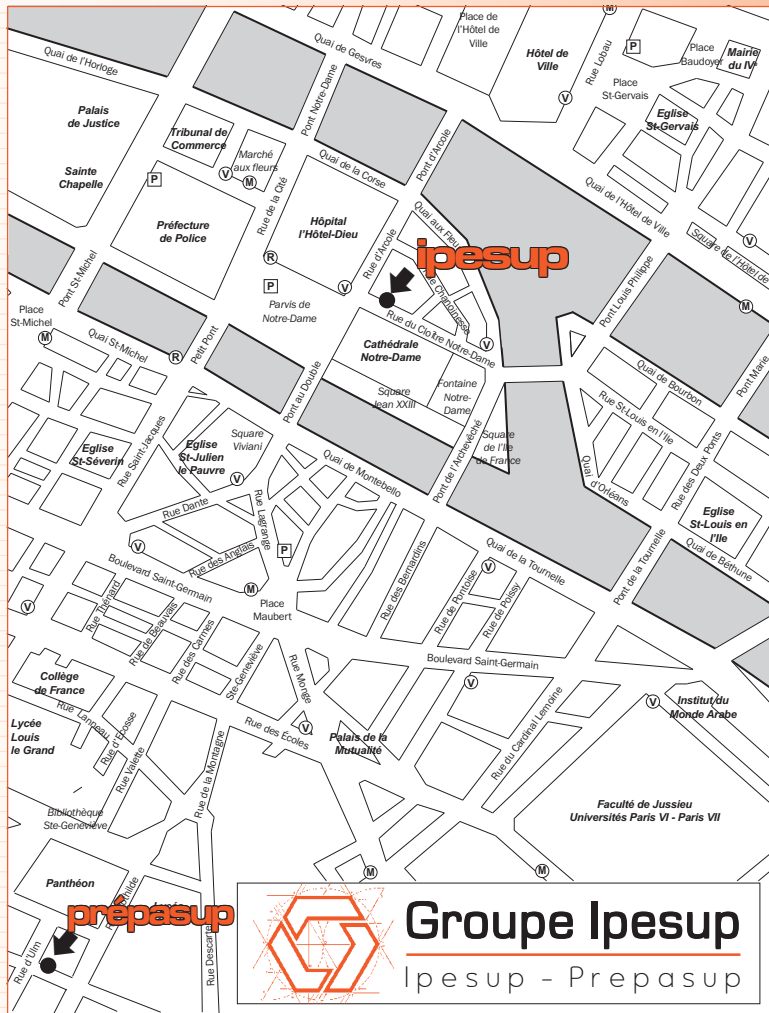 Quai de l'Horloge
Quai de Gesvres
Place de
l'Hôtel de
Ville
Hôtel de
Ville
Rue Lobau
M
P
Place
Baudoyer
Mairie
du IVe
Place
St-Gervais
V
Eglise
St-Gervais
Palais
de Justice
Sainte
Chapelle
Tribunal de
Commerce
Marché
aux fleurs
V
M
P
Pont Notre-Dame
Quai de la Corse
Pont d'Arcole
Préfecture
de Police
Rue de la Cité
Hôpital
l'Hôtel-Dieu
Rue d'Arcole
Quai aux Fleu
ipesup
Quai de l'Hôtel de Ville
V
Square de l'Hôtel de
R
P
V
Parvis de
Notre-Dame
Chanoinesse
Rue du Cloître Notre-Dame
V
Pont Louis Philippe
M
Pont St-Michel
Place
St-Michel
M
Quai St-Michel
R
Petit Pont
Cathédrale
Notre-Dame
Square
Jean XXIII
Fontaine
Notre-
Dame
Pont au Double
Quai de Bourbon
Pont Marie
Rue St-Louis en l'Ile
Eglise
St-Séverin
Rue Saint-Jacques
Eglise
St-Julien
le Pauvre
Square
Viviani
V
Quai de Montebello
Pont de l'Archevêché
Square
de l'Ile
de France
Quai
d'Orléans
Rue des Deux Ponts
Eglise
St-Louis en
l'Ile
Rue Dante
Rue Lagrange
P
V
Rue des Anglais
Boulevard Saint-Germain
M
Place
Maubert
Rue des Bernardins
Quai de la Tournelle
V
Rue de Pontoise
Rue de Poissy
Pont de la Tournelle
Quai de Béthune
V
Rue Thénard
Rue de Beauvais
Rue des Carmes
Ste-Geneviève
Rue Monge
Boulevard Saint-Germain
V
Collège
de France
Rue Lanneau
Rue d'Ecosse
Rue Valette
Rue de la Montagne
Rue des Écoles
V
Palais de la
Mutualité
Rue du Cardinal Lemoine
V
Institut du
Monde Arabe
Lycée
Louis
le Grand
Bibliothèque
Ste-Geneviève
Faculté de Jussieu
Universités Paris VI - Paris VII
M
M
Panthéon
prépasup
Rue d'Ulm
Rue Descarte
Groupe Ipesup
Ipesup - Prepasup